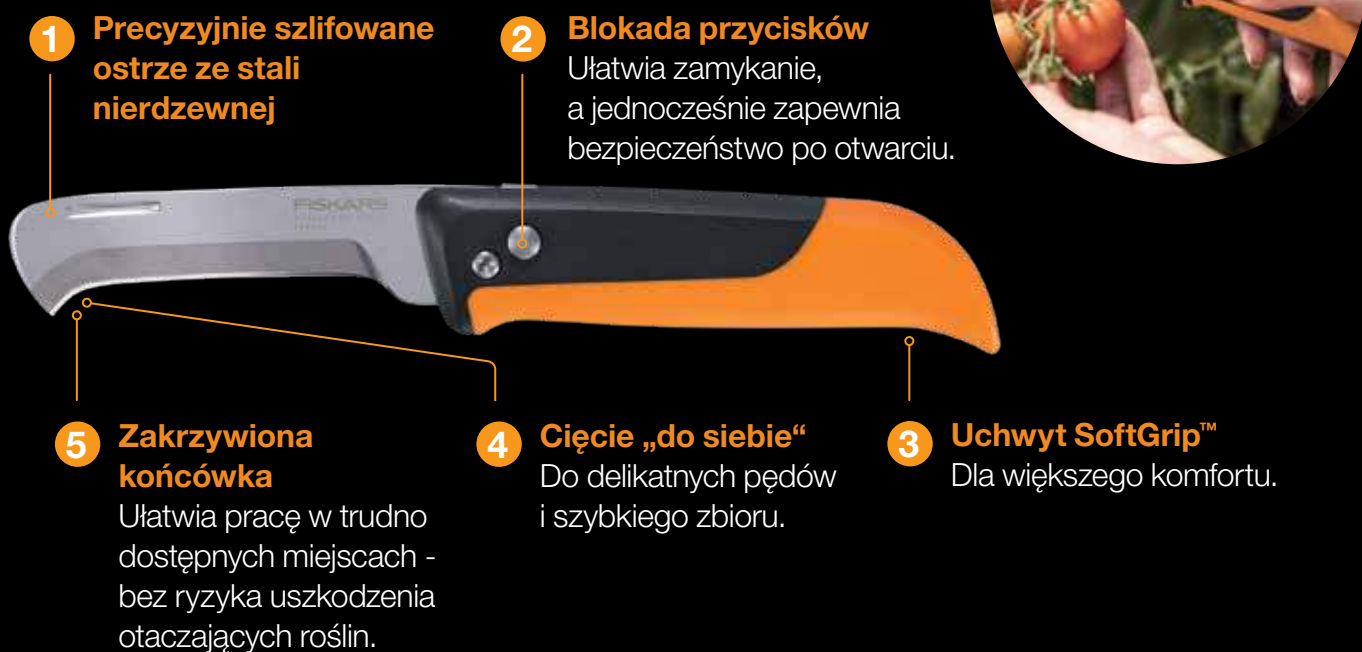 1
Precyzyjnie szlifowane
ostrze ze stali
nierdzewnej
2
Blokada przycisków
Ułatwia zamykanie,
a jednocześnie zapewnia
bezpieczeństwo po otwarciu.
FISKARS
5
Zakrzywiona
końcówka
Ułatwia pracę w trudno
dostępnych miejscach -
bez ryzyka uszkodzenia
otaczających roślin.
4
Cięcie „do siebie“
Do delikatnych pędów
i szybkiego zbioru.
3
Uchwyt SoftGrip™
Dla większego komfortu.